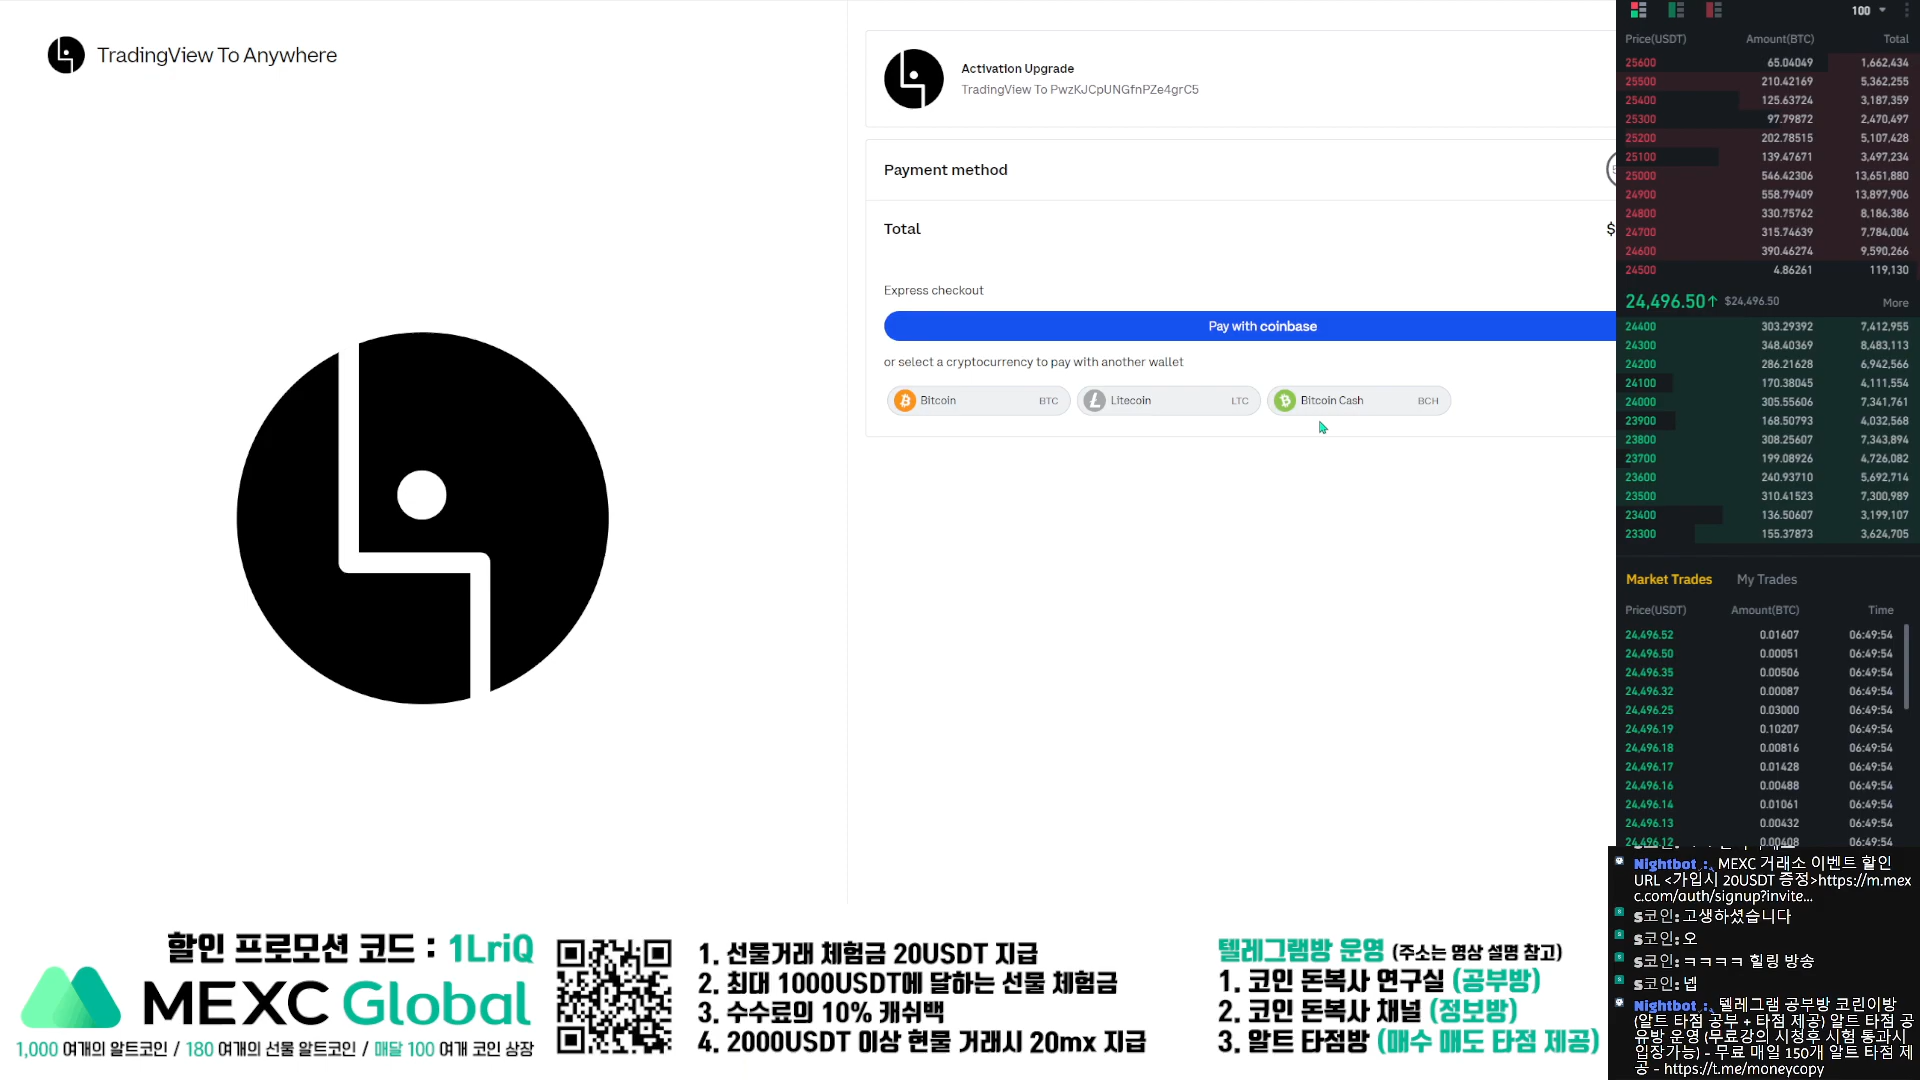 TradingView To Anywhere
Activation Upgrade
TradingView To PwzKJCpUNGfnPZe4grC5
Payment method
Total
$
Express checkout
Pay with coinbase
or select a cryptocurrency to pay with another wallet
Bitcoin BTC
Litecoin LTC
Bitcoin Cash BCH
100
Price(USDT) Amount(BTC) Total
25600 65.04049 1,662,434
25500 210.42169 5,362,255
25400 125.63724 3,187,359
25300 97.79872 2,470,497
25200 202.78515 5,107,428
25100 139.47671 3,497,234
25000 546.42306 13,651,880
24900 558.79409 13,897,906
24800 330.75762 8,186,386
24700 315.74639 7,784,004
24600 390.46274 9,590,266
24500 4.86261 119,130
24,496.50↑ $24,496.50 More
24400 303.29392 7,412,955
24300 348.40369 8,483,113
24200 286.21628 6,942,566
24100 170.38045 4,111,554
24000 305.55606 7,341,761
23900 168.50793 4,032,568
23800 308.25607 7,343,894
23700 199.08926 4,726,082
23600 240.93710 5,692,714
23500 310.41523 7,300,989
23400 136.50607 3,199,107
23300 155.37873 3,624,705
Market Trades My Trades
Price(USDT) Amount(BTC) Time
24,496.52 0.01607 06:49:54
24,496.50 0.00051 06:49:54
24,496.35 0.00506 06:49:54
24,496.32 0.00087 06:49:54
24,496.25 0.03000 06:49:54
24,496.19 0.10207 06:49:54
24,496.18 0.00816 06:49:54
24,496.17 0.01428 06:49:54
24,496.16 0.00488 06:49:54
24,496.14 0.01061 06:49:54
24,496.13 0.00432 06:49:54
24,496.12 0.00408 06:49:54
Nightbot : MEXC 거래소 이벤트 할인
URL <가입시 20USDT 증정>https://m.mex
c.com/auth/signup?invite...
s코인: 고생하셨습니다
s코인: 오
s코인: ㅋㅋㅋㅋ 힐링 방송
s코인: 넵
Nightbot : 텔레그램 공부방 코린이방
(알트 타점 공부 + 타점 제공) 알트 타점 공
유방 운영 (무료강의 시청후 시험 통과시
입장가능) - 무료 매일 150개 알트 타점 제
공 - https://t.me/moneycopy
할인 프로모션 코드 : 1LriQ
MEXC Global
1,000 여개의 알트코인 / 180 여개의 선물 알트코인 / 매달 100 여개 코인 상장
1. 선물거래 체험금 20USDT 지급
2. 최대 1000USDT에 달하는 선물 체험금
3. 수수료의 10% 캐쉬백
4. 2000USDT 이상 현물 거래시 20mx 지급
텔레그램방 운영 (주소는 영상 설명 참고)
1. 코인 돈복사 연구실 (공부방)
2. 코인 돈복사 채널 (정보방)
3. 알트 타점방 (매수 매도 타점 제공)